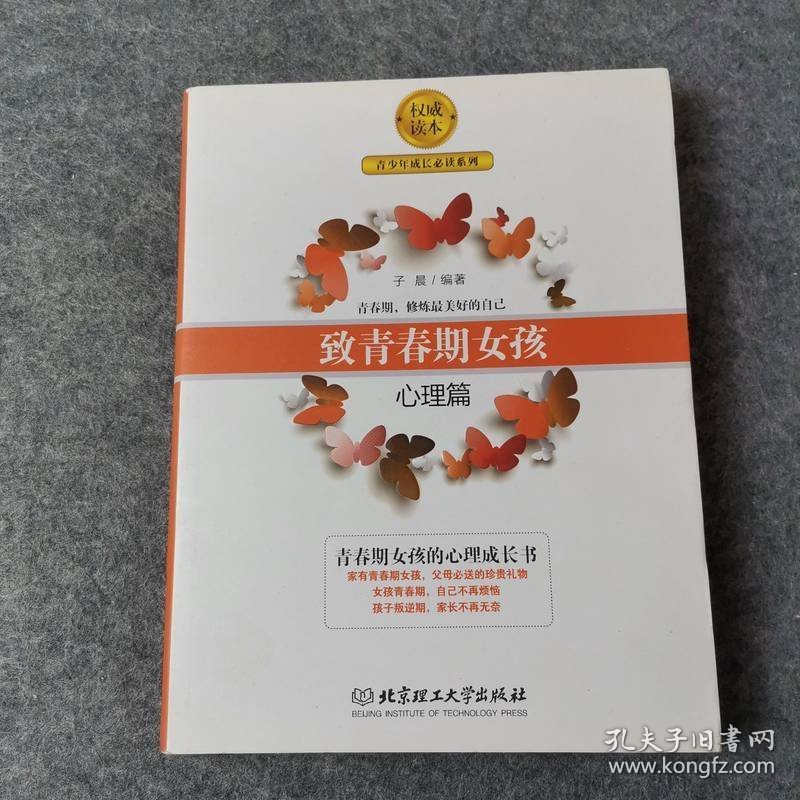 权威
读本
青少年成长必读系列
子晨/编著
青春期，修炼最美好的自己
致青春期女孩
心理篇
青春期女孩的心理成长书
家有青春期女孩，父母必送的珍贵礼物
女孩青春期，自己不再烦恼
孩子叛逆期，家长不再无奈
北京理工大学出版社
BEIJING INSTITUTE OF TECHNOLOGY PRESS
孔夫子旧书网
www.kongfz.com